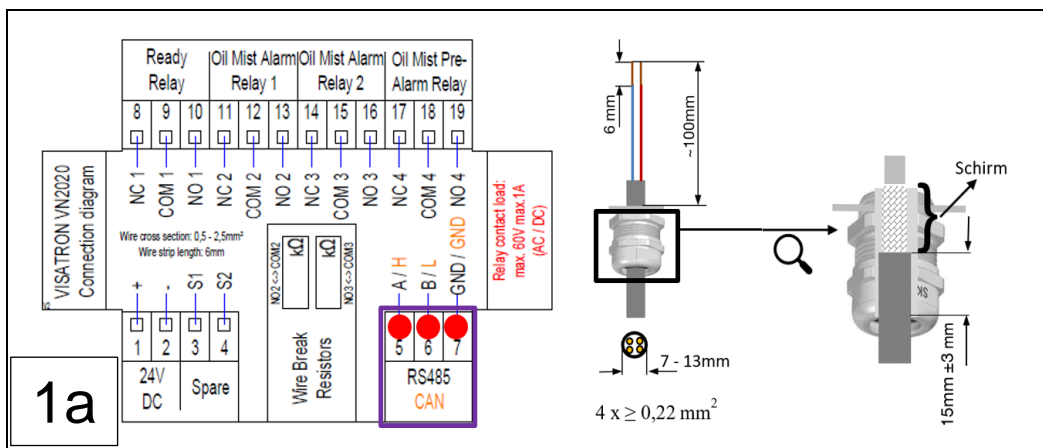 Ready Relay
Oil Mist Alarm Relay 1
Oil Mist Alarm Relay 2
Oil Mist Pre-Alarm Relay
8 9 10 11 12 13 14 15 16 17 18 19
NC 1
COM 1
NO 1
NC 2
COM 2
NO 2
NC 3
COM 3
NO 3
NC 4
COM 4
NO 4
VISATRON VN2020
Connection diagram
Wire cross section: 0,5 - 2,5mm²
Wire strip length: 6mm
+
-
S1
S2
NO2 <-> COM2
kΩ
kΩ
NO3 <-> COM3
Wire Break
Resistors
A / H
B / L
GND / GND
Relay contact load:
max. 60V max.1A
(AC / DC)
1 2 3 4
24V
DC
Spare
5 6 7
RS485
CAN
1a
6 mm
~100mm
7 - 13mm
4 x ≥ 0,22 mm²
Schirm
SK
15mm ±3 mm